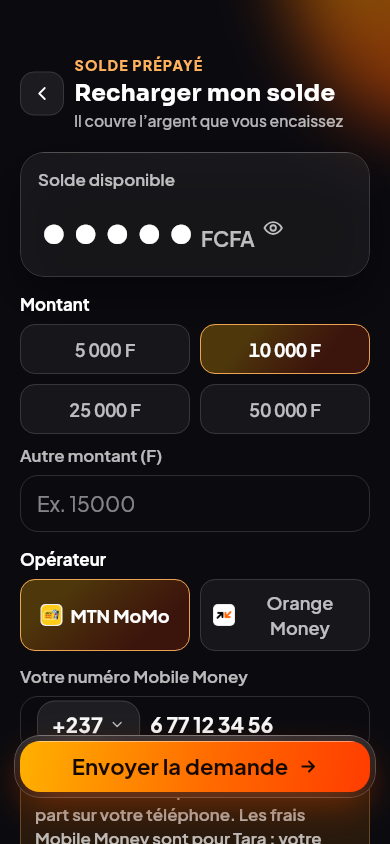 SOLDE PRÉPAYÉ
Recharger mon solde
Il couvre l’argent que vous encaissez
Solde disponible
●●●●● FCFA
Montant
5 000 F
10 000 F
25 000 F
50 000 F
Autre montant (F)
Ex. 15000
Opérateur
MTN MoMo
Orange
Money
Votre numéro Mobile Money
+237
6 77 12 34 56
Envoyer la demande →
part sur votre téléphone. Les frais
Mobile Money sont pour Tara : votre